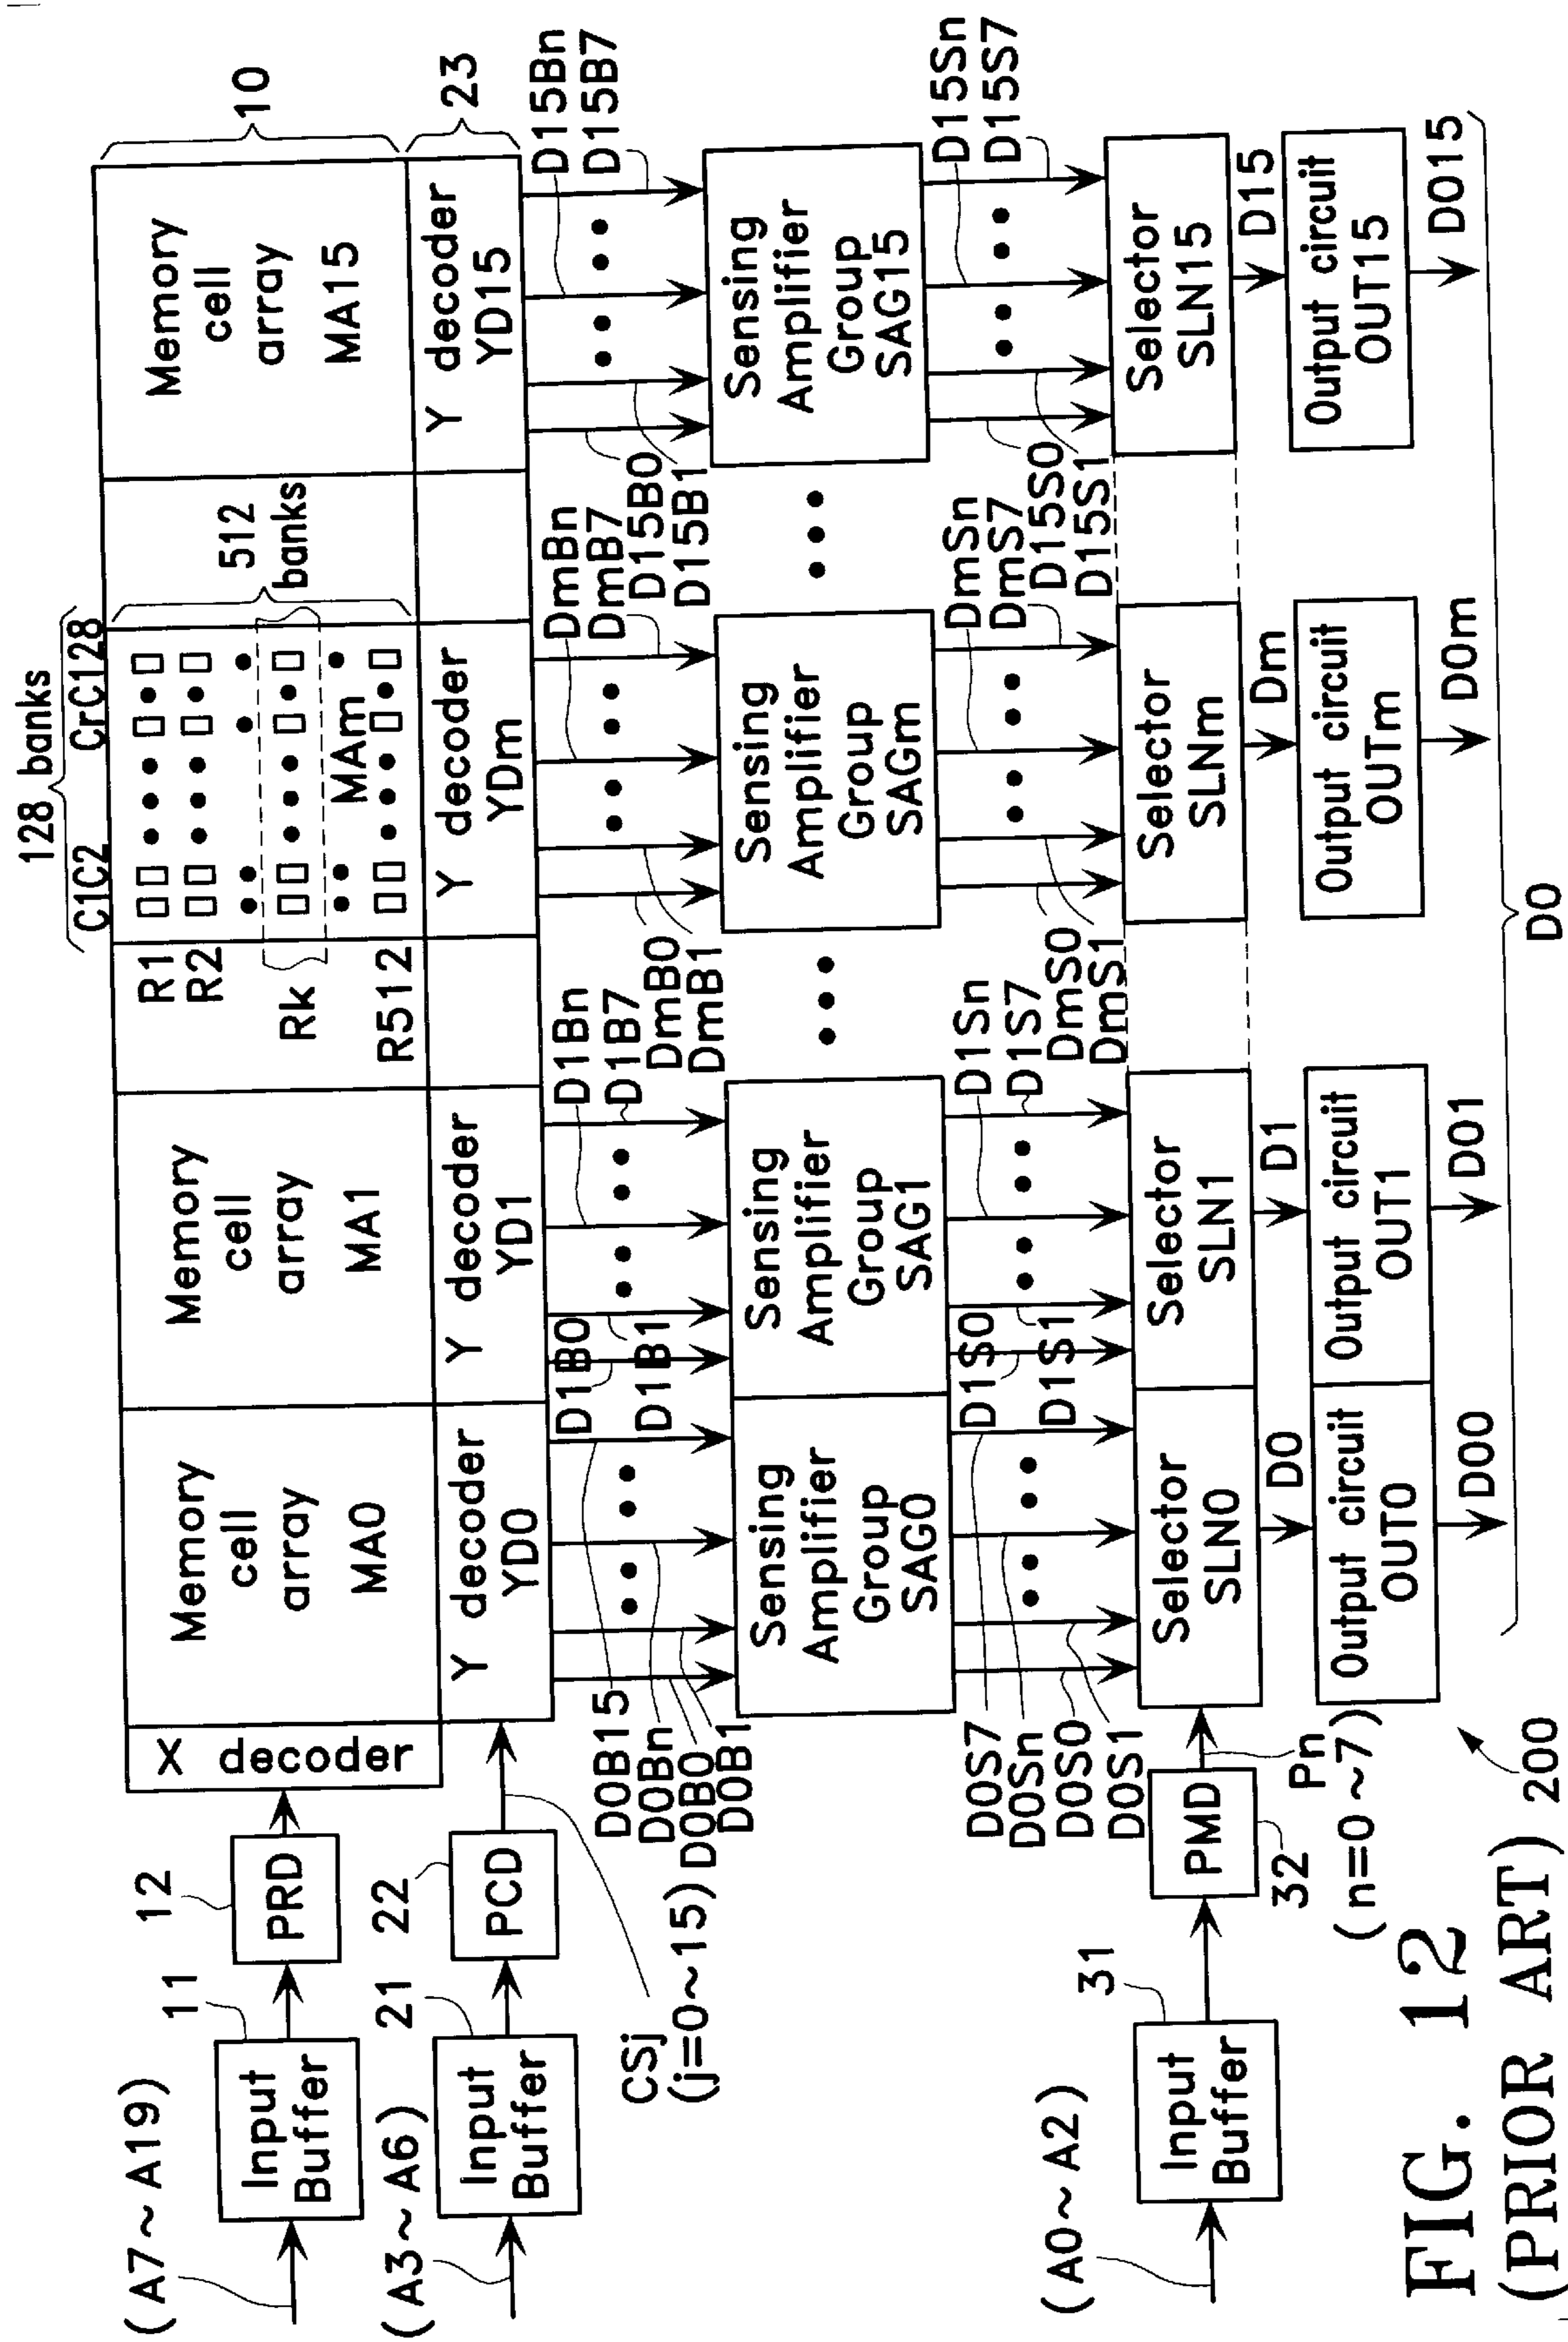 (A7~A19)
Input
Buffer
11
PRD
12
X decoder
(A3~A6)
Input
Buffer
21
PCD
22
CSj
(j=0~15)
(A0~A2)
Input
Buffer
31
PMD
32
Pn
(n=0~7)
Memory
cell
array
MA0
Memory
cell
array
MA1
128 banks
C1C2
CrC128
R1
R2
Rk
R512
MAm
512
banks
Memory
cell
array
MA15
10
Y decoder
YD0
Y decoder
YD1
Y decoder
YDm
Y decoder
YD15
23
D0B15
D0Bn
D0B0
D0B1
D1B0
D1B1
D1Bn
D1B7
DmB0
DmB1
DmBn
DmB7
D15B0
D15B1
D15Bn
D15B7
Sensing
Amplifier
Group
SAG0
Sensing
Amplifier
Group
SAG1
Sensing
Amplifier
Group
SAGm
Sensing
Amplifier
Group
SAG15
D0S7
D0Sn
D0S0
D0S1
D1S0
D1S1
D1Sn
D1S7
DmS0
DmS1
DmSn
DmS7
D15S0
D15S1
D15Sn
D15S7
Selector
SLN0
Selector
SLN1
Selector
SLNm
Selector
SLN15
D0
D1
Dm
D15
Output circuit
OUT0
Output circuit
OUT1
Output circuit
OUTm
Output circuit
OUT15
DO0
DO1
DOm
DO15
DO
200
FIG. 12
(PRIOR ART)